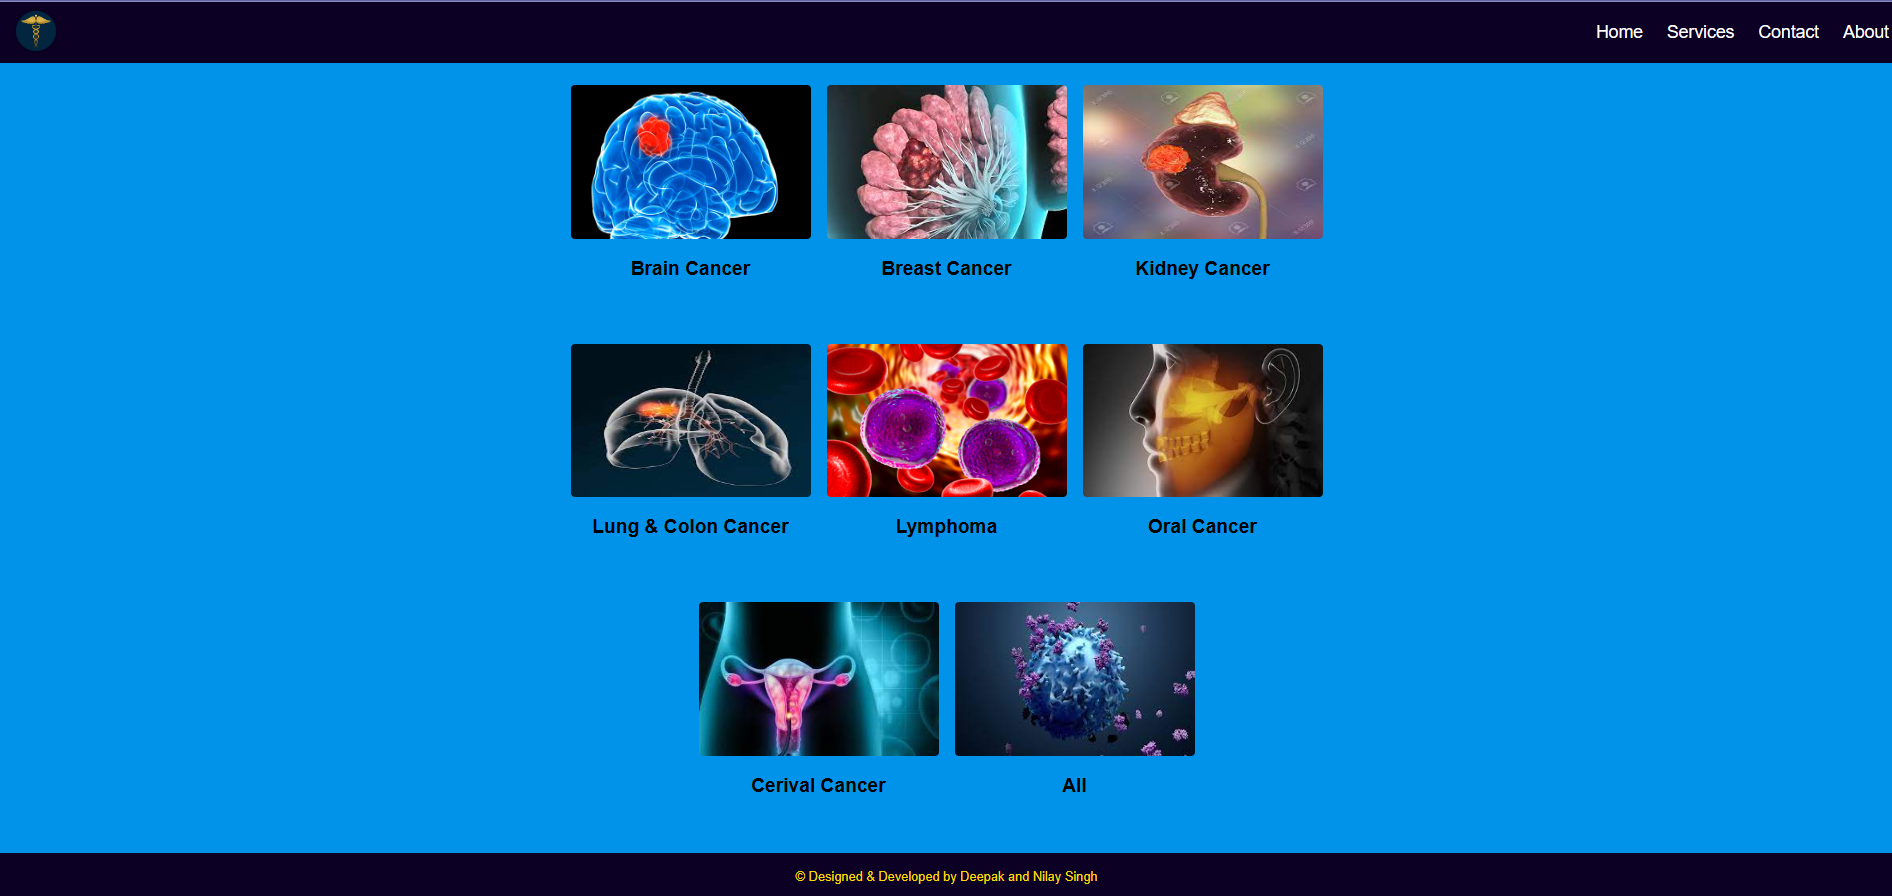 Home Services Contact About
Brain Cancer Breast Cancer Kidney Cancer
Lung & Colon Cancer Lymphoma Oral Cancer
Cerival Cancer All
© Designed & Developed by Deepak and Nilay Singh